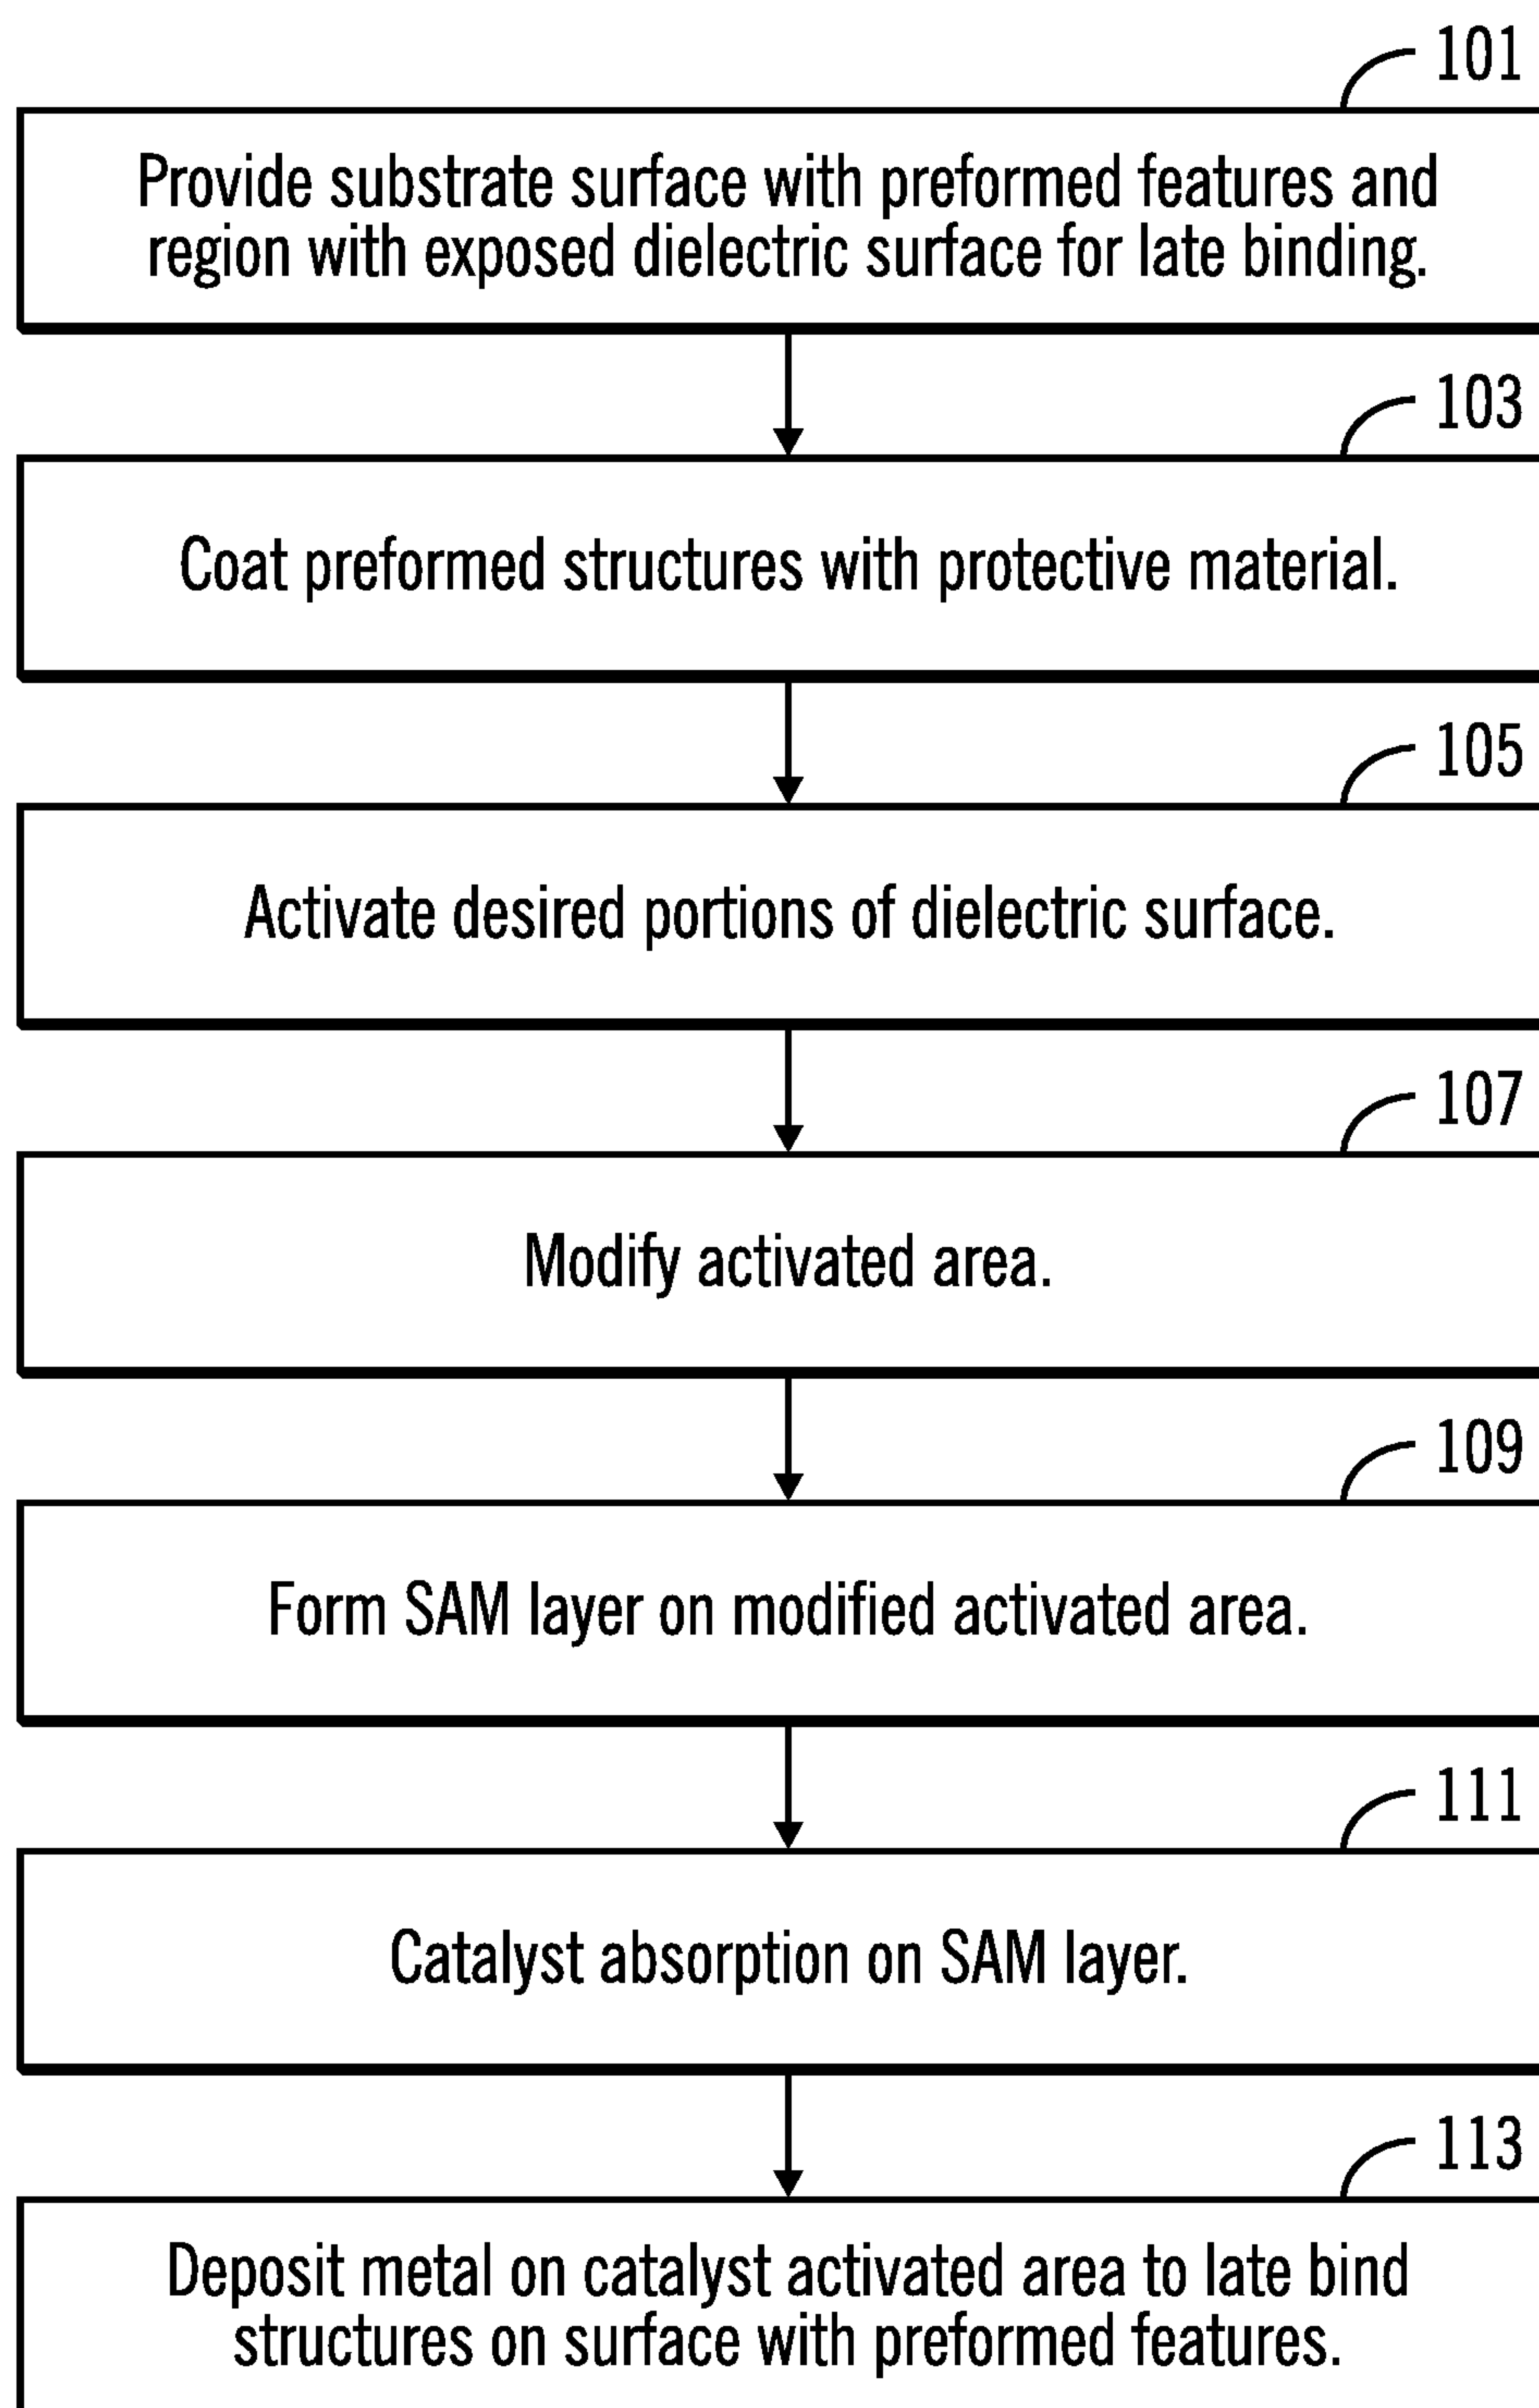 101
Provide substrate surface with preformed features and
region with exposed dielectric surface for late binding.
103
Coat preformed structures with protective material.
105
Activate desired portions of dielectric surface.
107
Modify activated area.
109
Form SAM layer on modified activated area.
111
Catalyst absorption on SAM layer.
113
Deposit metal on catalyst activated area to late bind
structures on surface with preformed features.